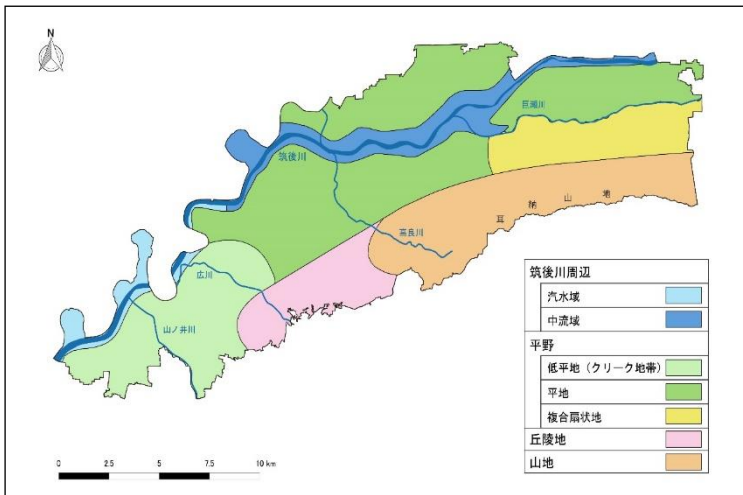 N
巨瀬川
筑後川
耳納山地
高良川
広川
山ノ井川
筑後川周辺
汽水域
中流域
平野
低平地（クリーク地帯）
平地
複合扇状地
丘陵地
山地
0 2.5 5 7.5 10 km